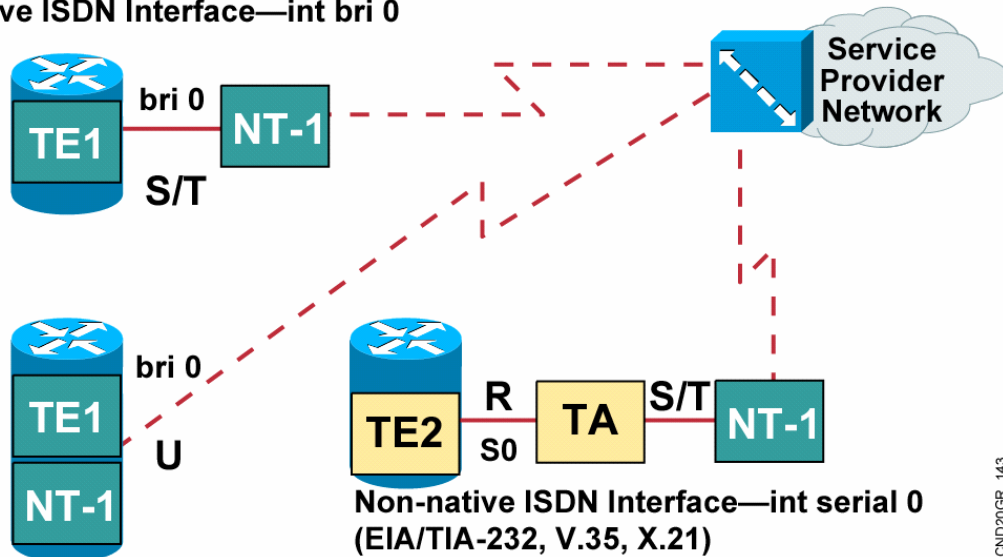 ve ISDN Interface—int bri 0
Service
Provider
Network
bri 0
TE1
NT-1
S/T
bri 0
TE1
U
NT-1
R
S/T
TE2
TA
NT-1
S0
Non-native ISDN Interface—int serial 0
(EIA/TIA-232, V.35, X.21)
CND20GR_143